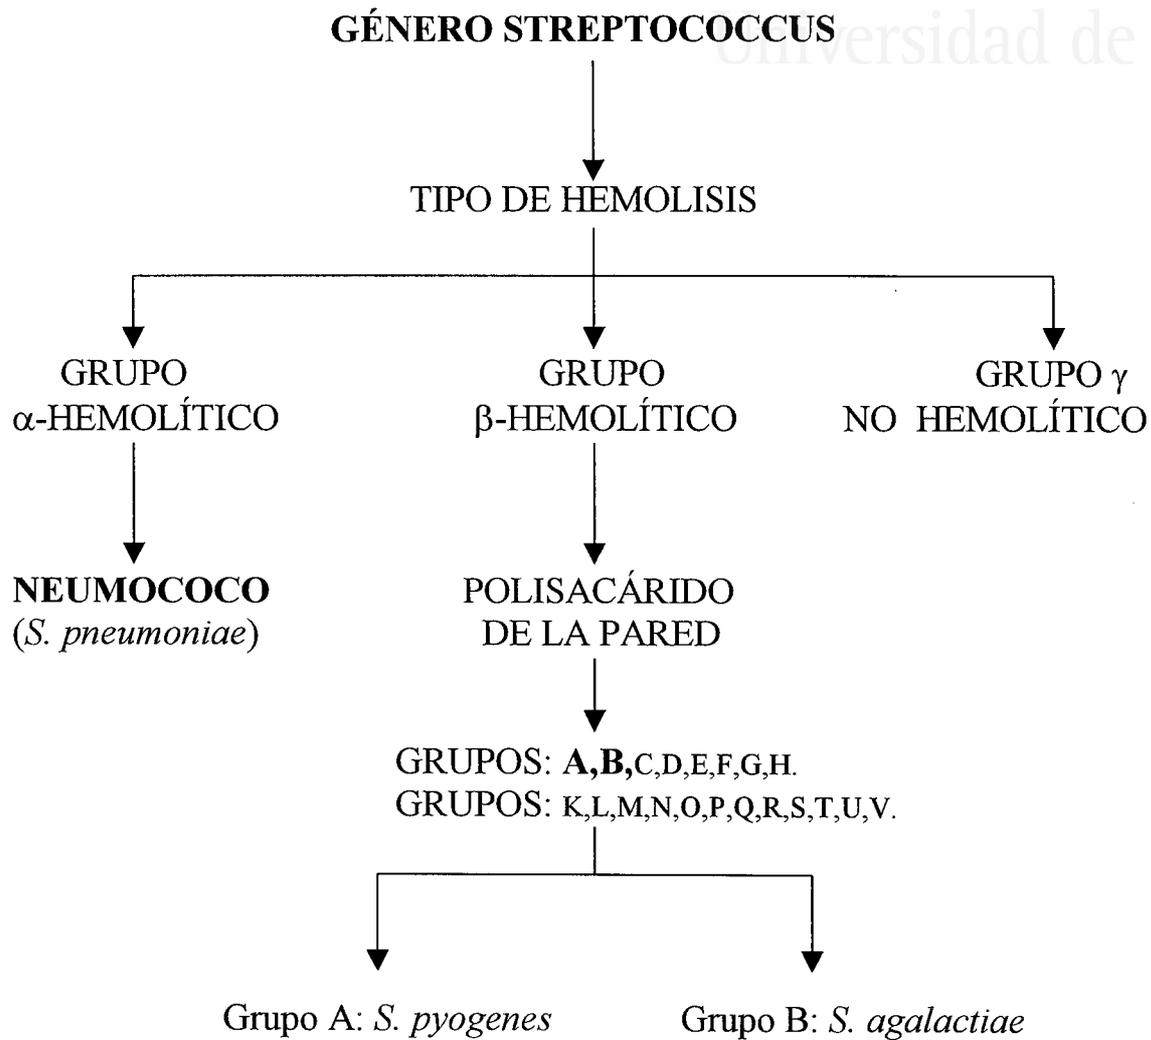 Universidad de
GÉNERO STREPTOCOCCUS
TIPO DE HEMOLISIS
GRUPO
α-HEMOLÍTICO
GRUPO
β-HEMOLÍTICO
GRUPO γ
NO HEMOLÍTICO
NEUMOCOCO
(S. pneumoniae)
POLISACÁRIDO
DE LA PARED
GRUPOS: A,B,C,D,E,F,G,H.
GRUPOS: K,L,M,N,O,P,Q,R,S,T,U,V.
Grupo A: S. pyogenes
Grupo B: S. agalactiae